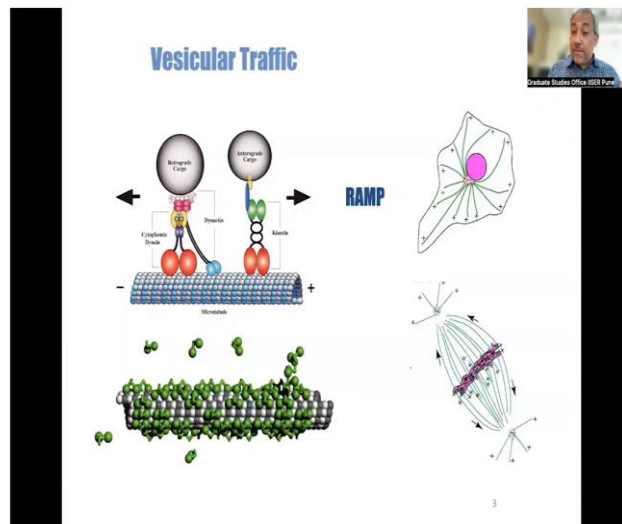 Vesicular Traffic
Graduate Studies Office IISER Pune
Retrograde
Cargo
Anterograde
Cargo
RAMP
Dynactin
Cytoplasmic
Dynein
Kinesin
−
+
Microtubule
3